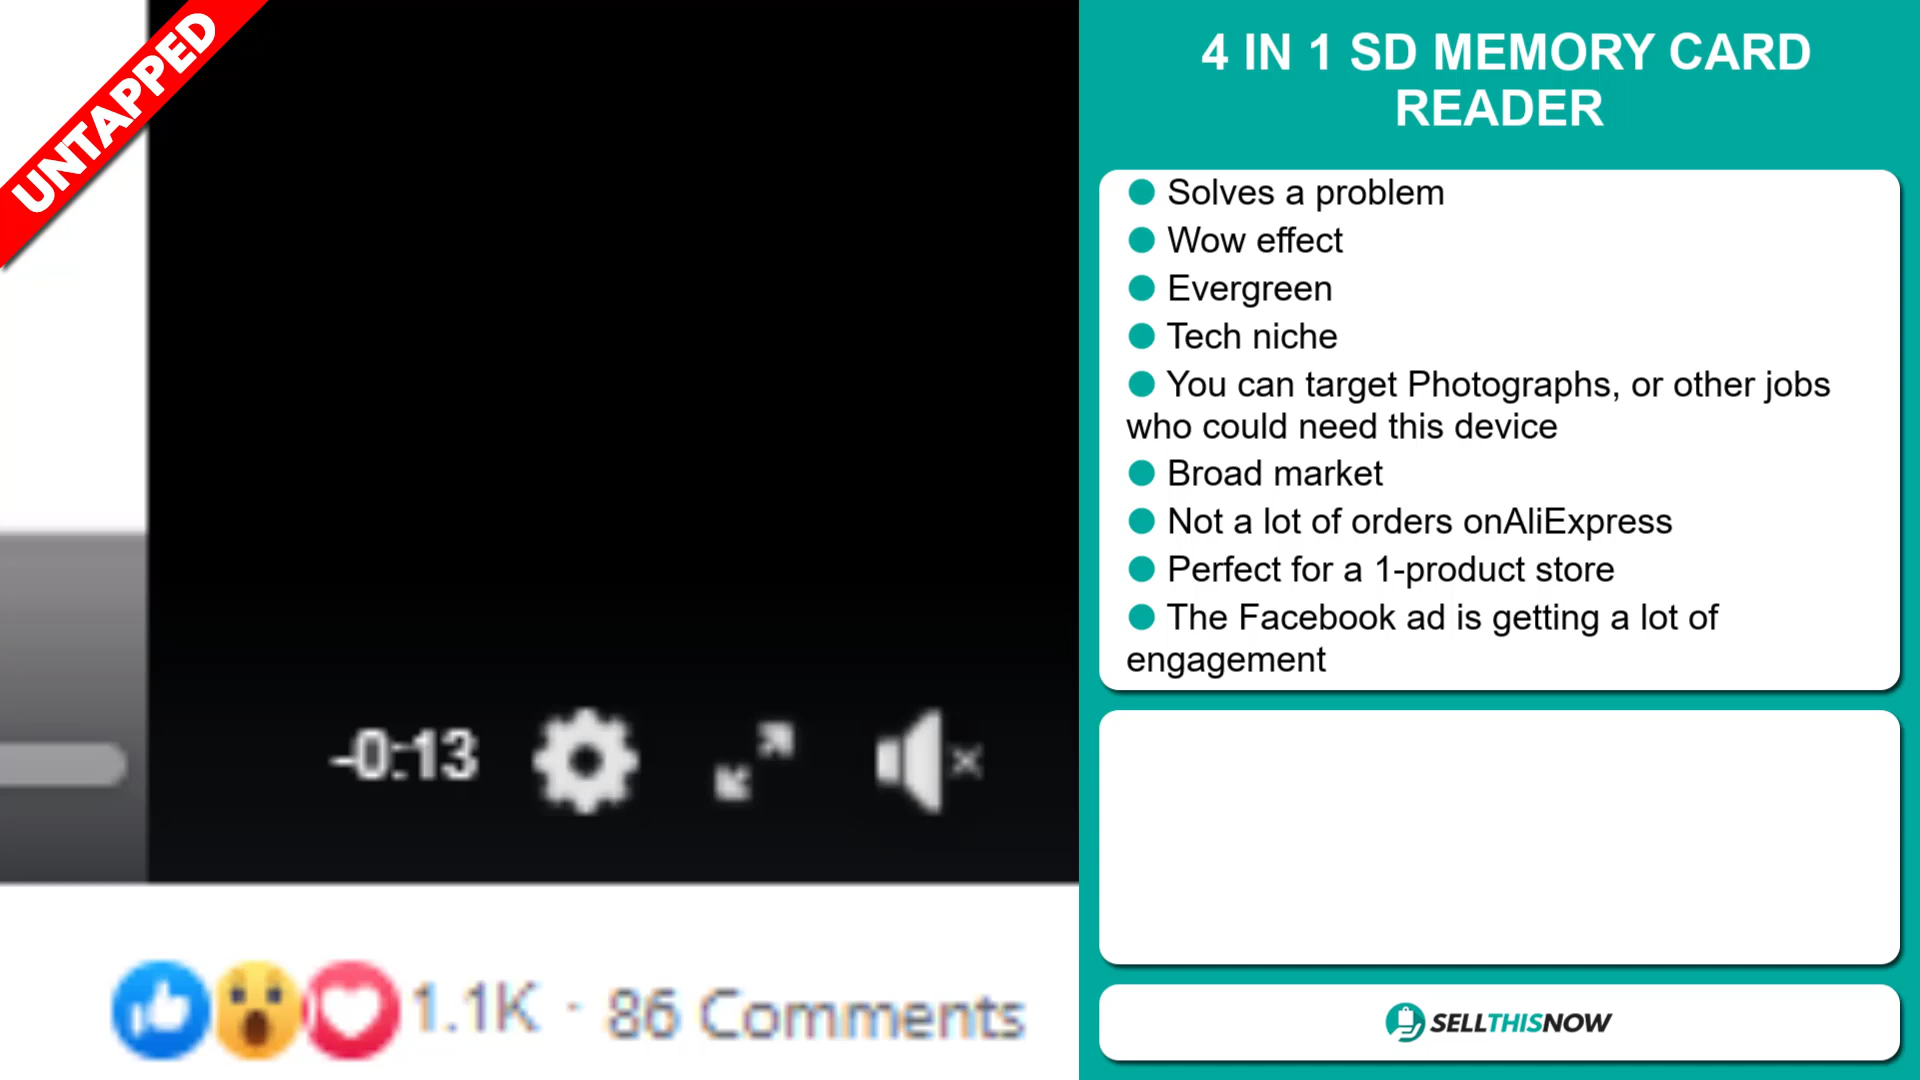 UNTAPPED
-0:13
1.1K · 86 Comments
4 IN 1 SD MEMORY CARD
READER
● Solves a problem
● Wow effect
● Evergreen
● Tech niche
● You can target Photographs, or other jobs
who could need this device
● Broad market
● Not a lot of orders onAliExpress
● Perfect for a 1-product store
● The Facebook ad is getting a lot of
engagement
SELLTHISNOW